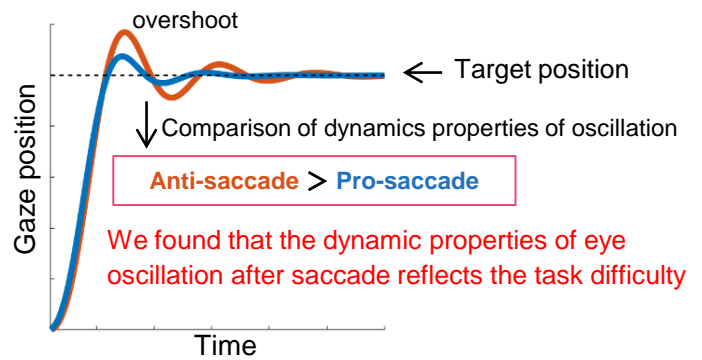 overshoot
Target position
Comparison of dynamics properties of oscillation
Anti-saccade > Pro-saccade
We found that the dynamic properties of eye
oscillation after saccade reflects the task difficulty
Gaze position
Time